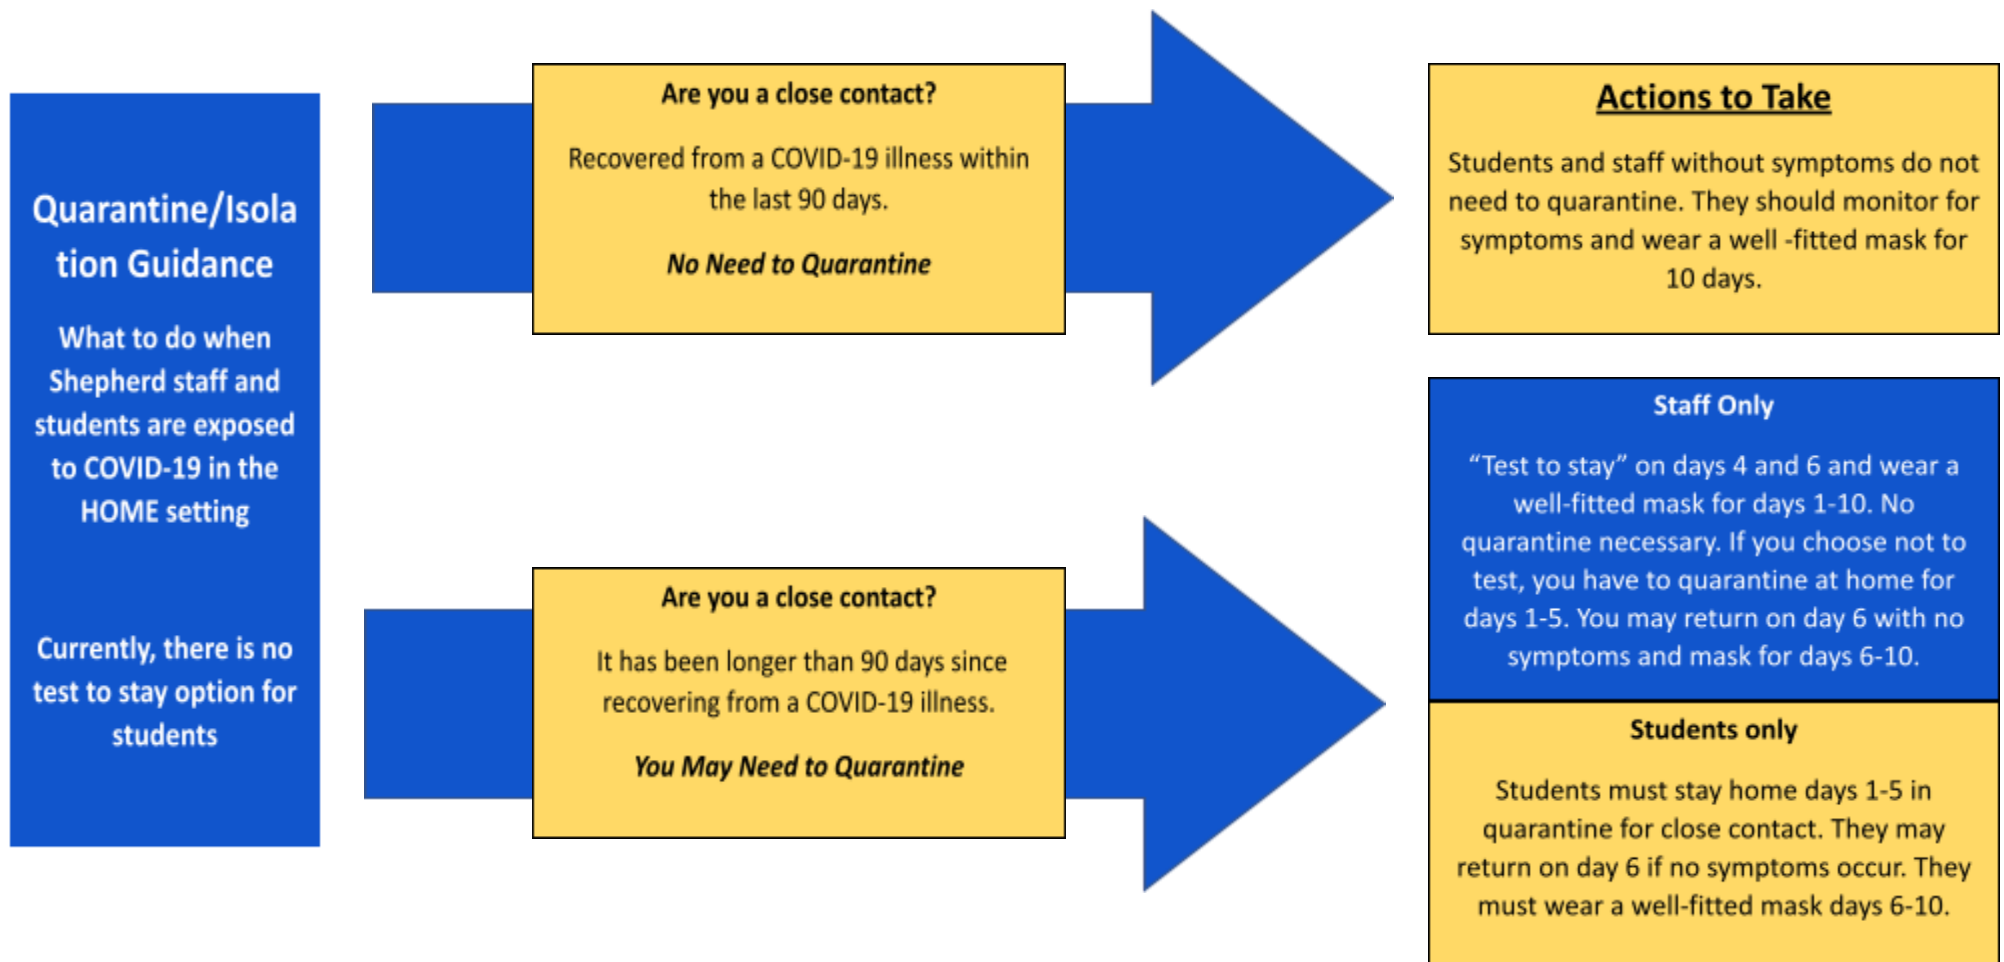 Quarantine/Isola
tion Guidance
What to do when
Shepherd staff and
students are exposed
to COVID-19 in the
HOME setting
Currently, there is no
test to stay option for
students
Are you a close contact?
Recovered from a COVID-19 illness within
the last 90 days.
No Need to Quarantine
Actions to Take
Students and staff without symptoms do not
need to quarantine. They should monitor for
symptoms and wear a well -fitted mask for
10 days.
Are you a close contact?
It has been longer than 90 days since
recovering from a COVID-19 illness.
You May Need to Quarantine
Staff Only
“Test to stay” on days 4 and 6 and wear a
well-fitted mask for days 1-10. No
quarantine necessary. If you choose not to
test, you have to quarantine at home for
days 1-5. You may return on day 6 with no
symptoms and mask for days 6-10.
Students only
Students must stay home days 1-5 in
quarantine for close contact. They may
return on day 6 if no symptoms occur. They
must wear a well-fitted mask days 6-10.